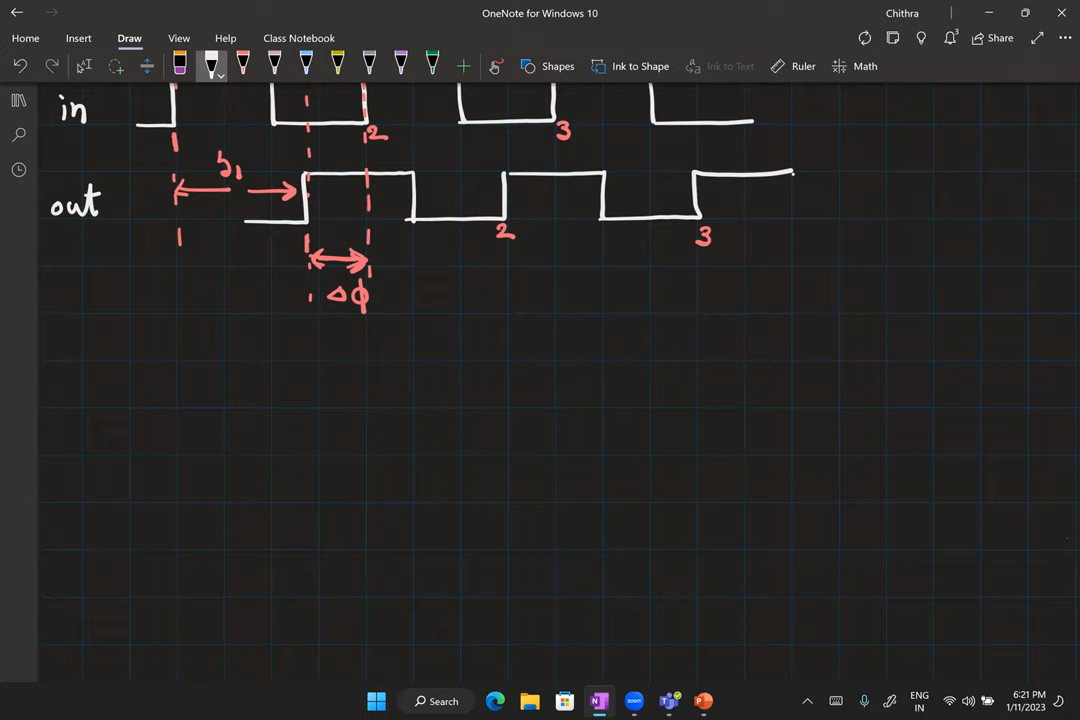 OneNote for Windows 10
Chithra
Home Insert Draw View Help Class Notebook
3
Share
Shapes Ink to Shape Ink to Text Ruler Math
in
2 3
out
2 3
Δϕ
Search
ENG
IN
6:21 PM
1/11/2023
zoom